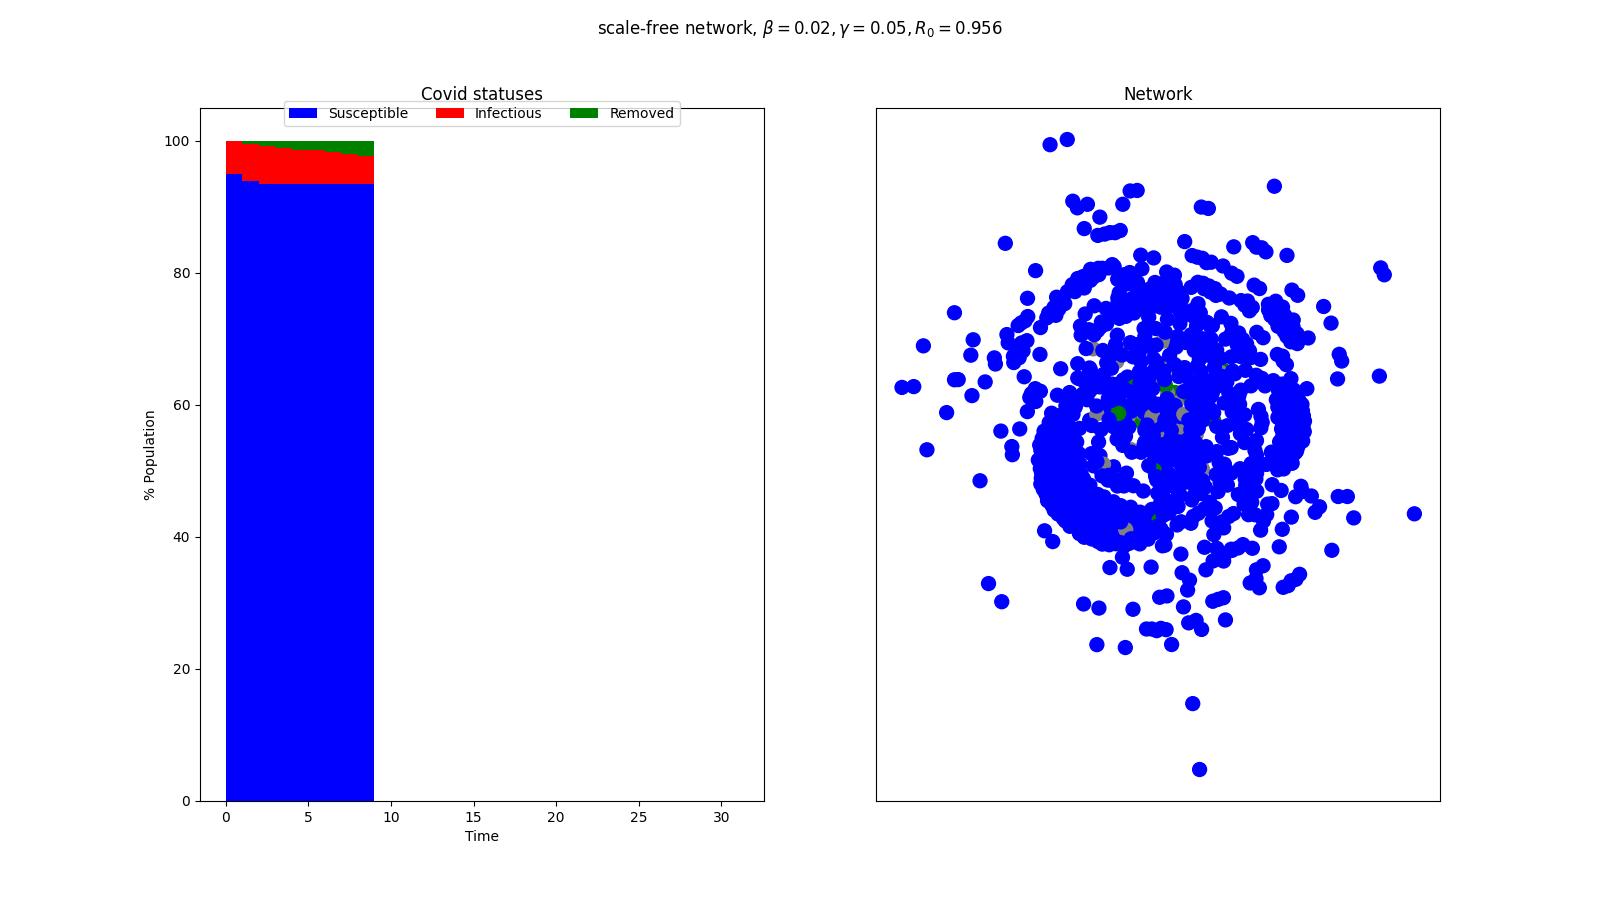 scale-free network, β = 0.02, γ = 0.05, R₀ = 0.956
Covid statuses
Susceptible Infectious Removed
100
80
60
40
20
0
% Population
0 5 10 15 20 25 30
Time
Network